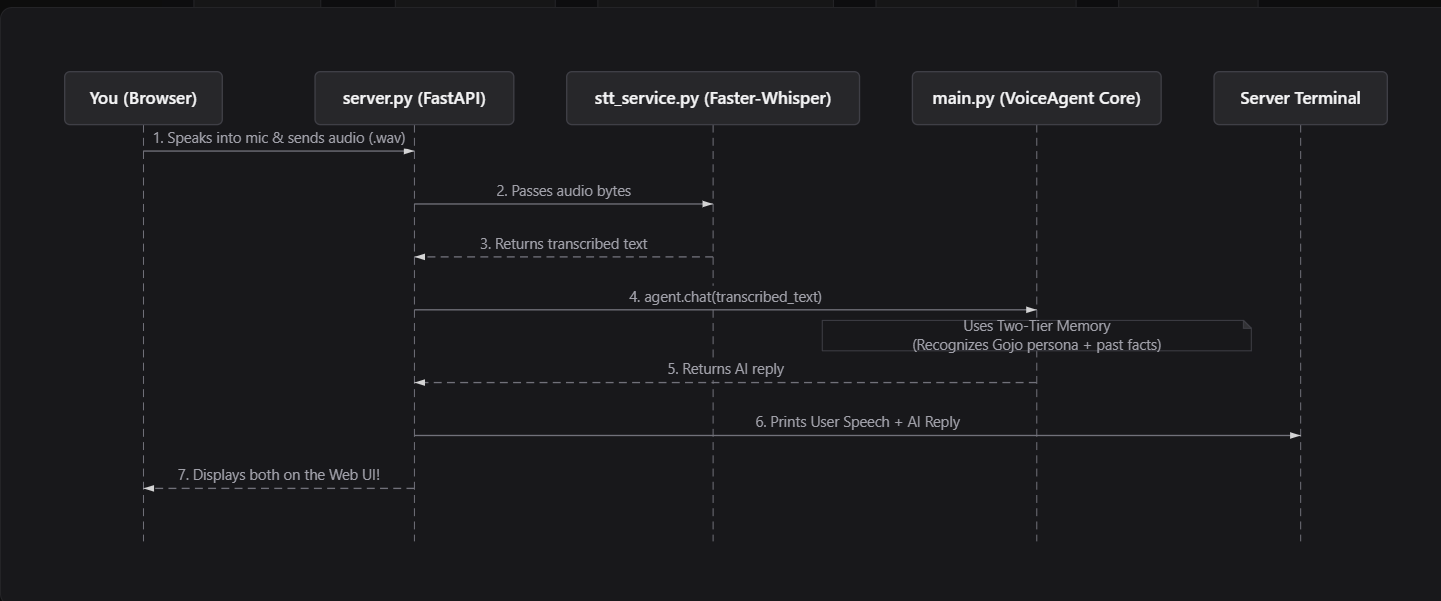 You (Browser)
server.py (FastAPI)
stt_service.py (Faster-Whisper)
main.py (VoiceAgent Core)
Server Terminal
1. Speaks into mic & sends audio (.wav)
2. Passes audio bytes
3. Returns transcribed text
4. agent.chat(transcribed_text)
Uses Two-Tier Memory
(Recognizes Gojo persona + past facts)
5. Returns AI reply
6. Prints User Speech + AI Reply
7. Displays both on the Web UI!